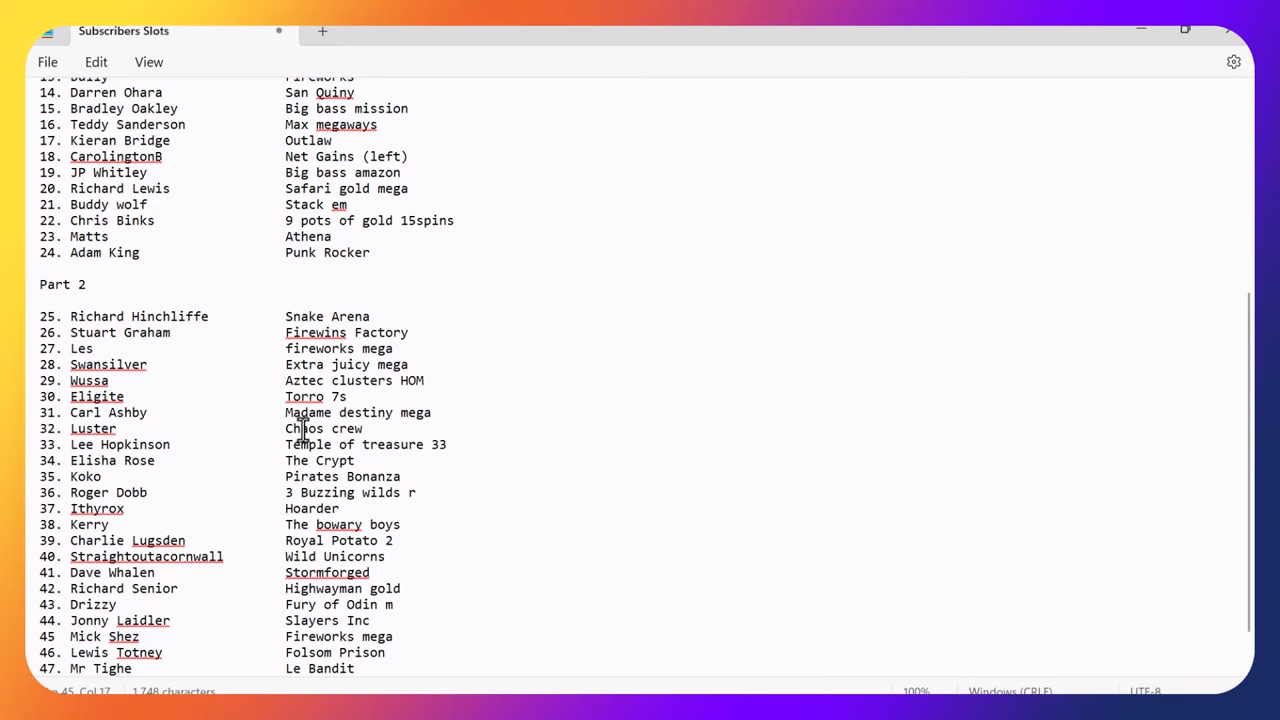 Subscribers Slots
File Edit View
14. Darren Ohara San Quiny
15. Bradley Oakley Big bass mission
16. Teddy Sanderson Max megaways
17. Kieran Bridge Outlaw
18. CarolingtonB Net Gains (left)
19. JP Whitley Big bass amazon
20. Richard Lewis Safari gold mega
21. Buddy wolf Stack em
22. Chris Binks 9 pots of gold 15spins
23. Matts Athena
24. Adam King Punk Rocker
Part 2
25. Richard Hinchliffe Snake Arena
26. Stuart Graham Firewins Factory
27. Les fireworks mega
28. Swansilver Extra juicy mega
29. Wussa Aztec clusters HOM
30. Eligite Torro 7s
31. Carl Ashby Madame destiny mega
32. Luster Chaos crew
33. Lee Hopkinson Temple of treasure 33
34. Elisha Rose The Crypt
35. Koko Pirates Bonanza
36. Roger Dobb 3 Buzzing wilds r
37. Ithyrox Hoarder
38. Kerry The bowary boys
39. Charlie Lugsden Royal Potato 2
40. Straightoutacornwall Wild Unicorns
41. Dave Whalen Stormforged
42. Richard Senior Highwayman gold
43. Drizzy Fury of Odin m
44. Jonny Laidler Slayers Inc
45 Mick Shez Fireworks mega
46. Lewis Totney Folsom Prison
47. Mr Tighe Le Bandit
45, Col 17 1,748 characters 100% Windows (CRLF) UTF-8